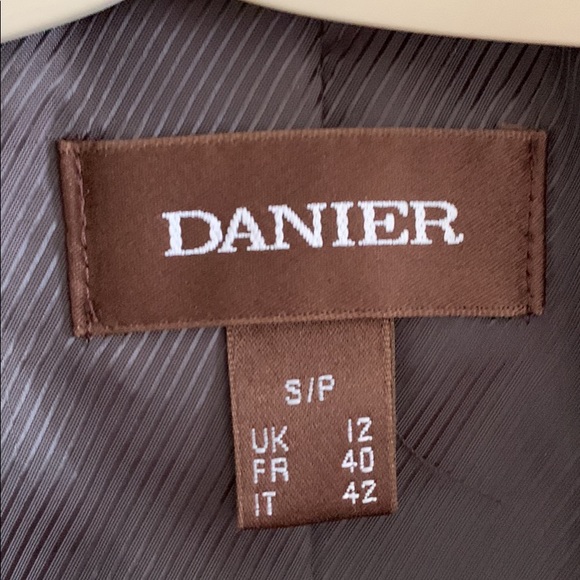 DANIER
S/P
UK 12
FR 40
IT 42